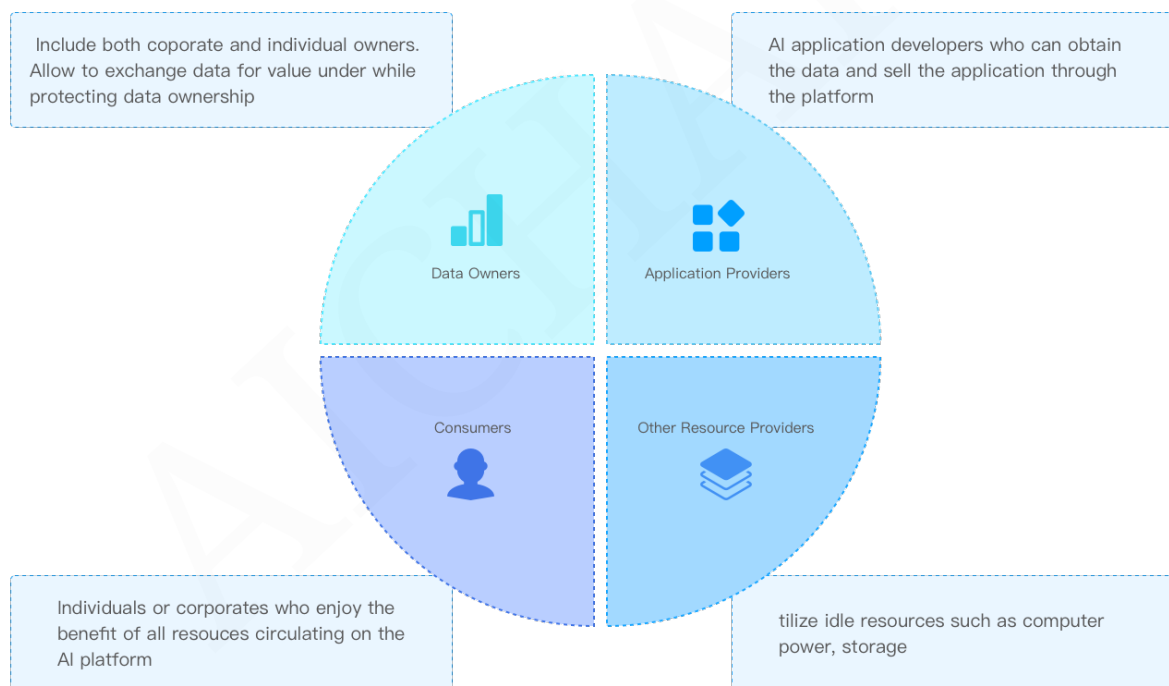 Include both coporate and individual owners.
Allow to exchange data for value under while
protecting data ownership
AI application developers who can obtain
the data and sell the application through
the platform
Data Owners
Application Providers
Consumers
Other Resource Providers
Individuals or corporates who enjoy the
benefit of all resouces circulating on the
AI platform
tilize idle resources such as computer
power, storage